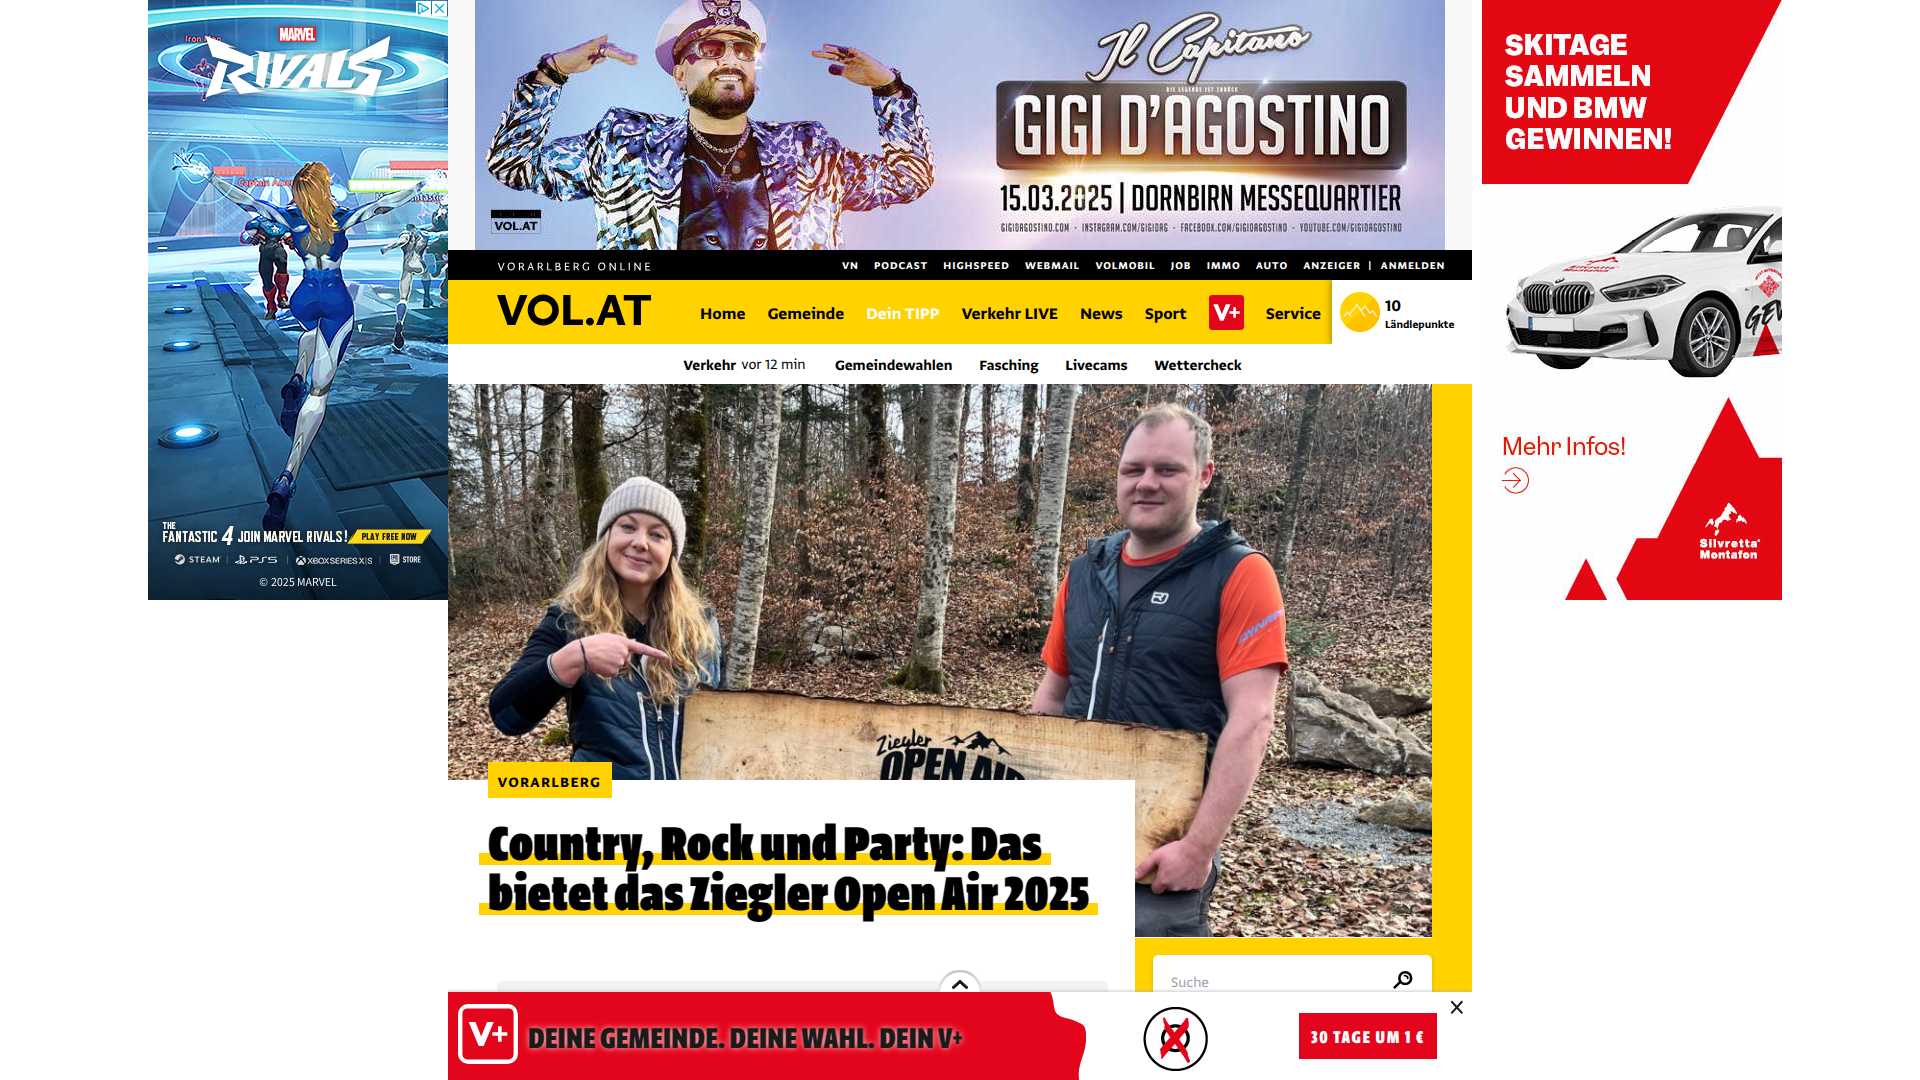 MARVEL
RIVALS
THE
FANTASTIC 4 JOIN MARVEL RIVALS!
PLAY FREE NOW
STEAM
PS5
XBOX SERIES X|S
STORE
© 2025 MARVEL
Il Capitano
DIE LEGENDE IST ZURÜCK
GIGI D'AGOSTINO
15.03.2025 | DORNBIRN MESSEQUARTIER
GIGIDAGOSTINO.COM - INSTAGRAM.COM/GIGIDAG - FACEBOOK.COM/GIGIDAGOSTINO - YOUTUBE.COM/GIGIDAGOSTINO
VOL.AT
SKITAGE
SAMMELN
UND BMW
GEWINNEN!
Mehr Infos!
Silvretta
Montafon
VORARLBERG ONLINE
VN PODCAST HIGHSPEED WEBMAIL VOLMOBIL JOB IMMO AUTO ANZEIGER | ANMELDEN
VOL.AT
Home Gemeinde Dein TIPP Verkehr LIVE News Sport V+ Service
10
Ländlepunkte
Verkehr vor 12 min Gemeindewahlen Fasching Livecams Wettercheck
Ziegler
OPEN AIR
VORARLBERG
Country, Rock und Party: Das
bietet das Ziegler Open Air 2025
Suche
V+ DEINE GEMEINDE. DEINE WAHL. DEIN V+
30 TAGE UM 1 €